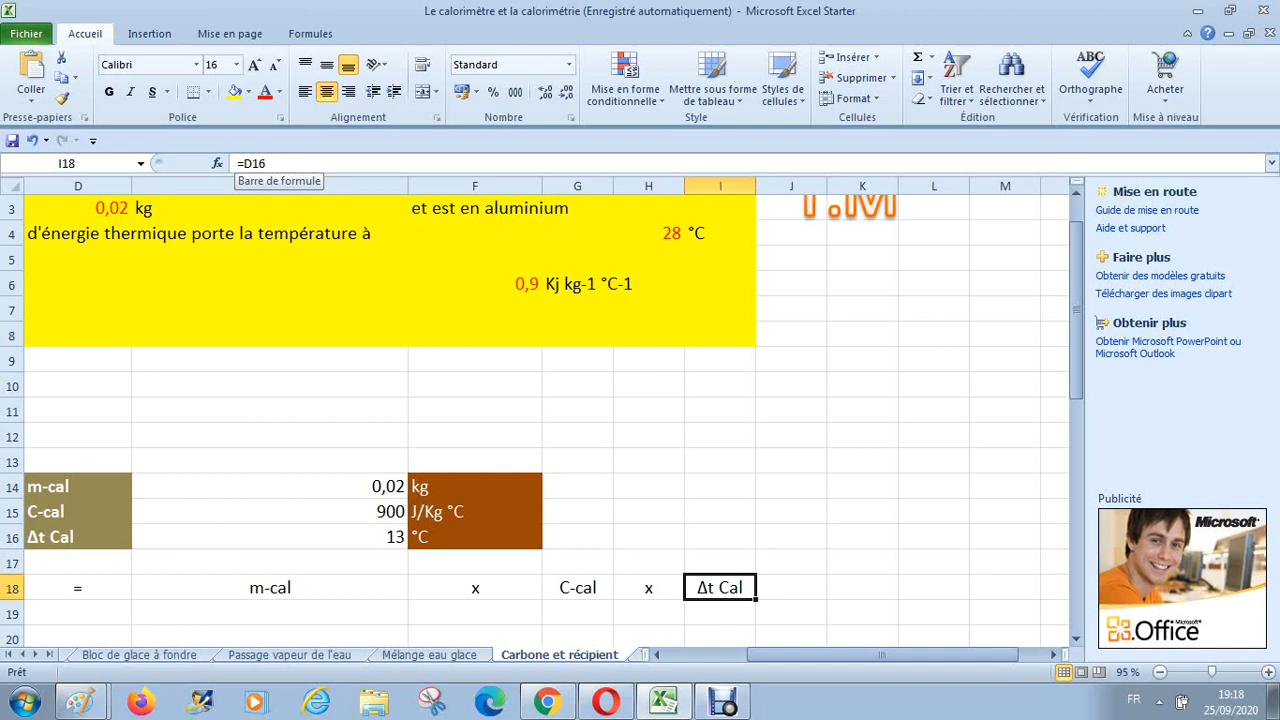 Le calorimètre et la calorimétrie (Enregistré automatiquement) - Microsoft Excel Starter
Fichier Accueil Insertion Mise en page Formules
Coller
Calibri 16
Standard
Mise en forme conditionnelle
Mettre sous forme de tableau
Styles de cellules
Insérer
Supprimer
Format
Trier et filtrer
Rechercher et sélectionner
ABC Orthographe
Acheter
G I S A % 000 Σ
Presse-papiers Police Alignement Nombre Style Cellules Édition Vérification Mise à niveau
I18 fx =D16
Barre de formule
D F G H I J K L M
3 0,02 kg et est en aluminium
4 d'énergie thermique porte la température à 28 °C
5
6 0,9 Kj kg-1 °C-1
7
8
9
10
11
12
13
14 m-cal 0,02 kg
15 C-cal 900 J/Kg °C
16 Δt Cal 13 °C
17
18 = m-cal x C-cal x Δt Cal
19
20
Mise en route
Guide de mise en route
Aide et support
Faire plus
Obtenir des modèles gratuits
Télécharger des images clipart
Obtenir plus
Obtenir Microsoft PowerPoint ou
Microsoft Outlook
Publicité
Microsoft
Microsoft
Office
Bloc de glace à fondre Passage vapeur de l'eau Mélange eau glace Carbone et récipient
Prêt 95 %
FR 19:18
25/09/2020